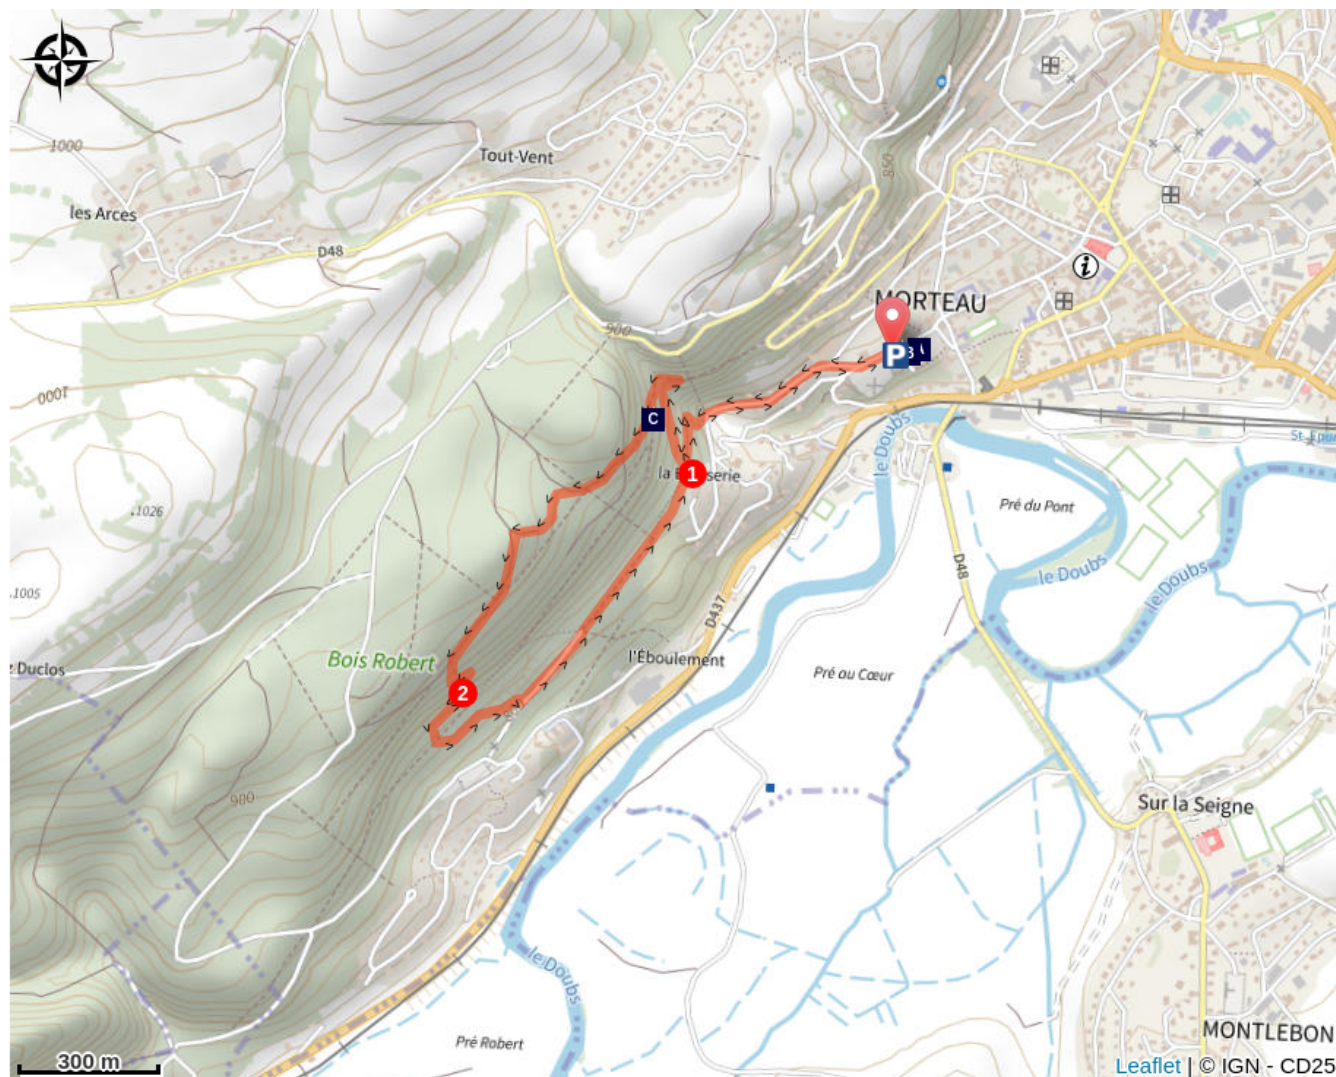 1000
Tout-Vent
850
les Arces
D48
MORTEAU
900
P
B
C
1000
le Doubs
St-Epu
la B
serie
1
1026
Pré du Pont
le Doubs
le Doubs
D48
1005
D437
Bois Robert
l'Éboulement
Duclos
Pré au Cœur
2
900
Sur la Seigne
le Doubs
MONTLEBON
Pré Robert
300 m
Leaflet | © IGN - CD25